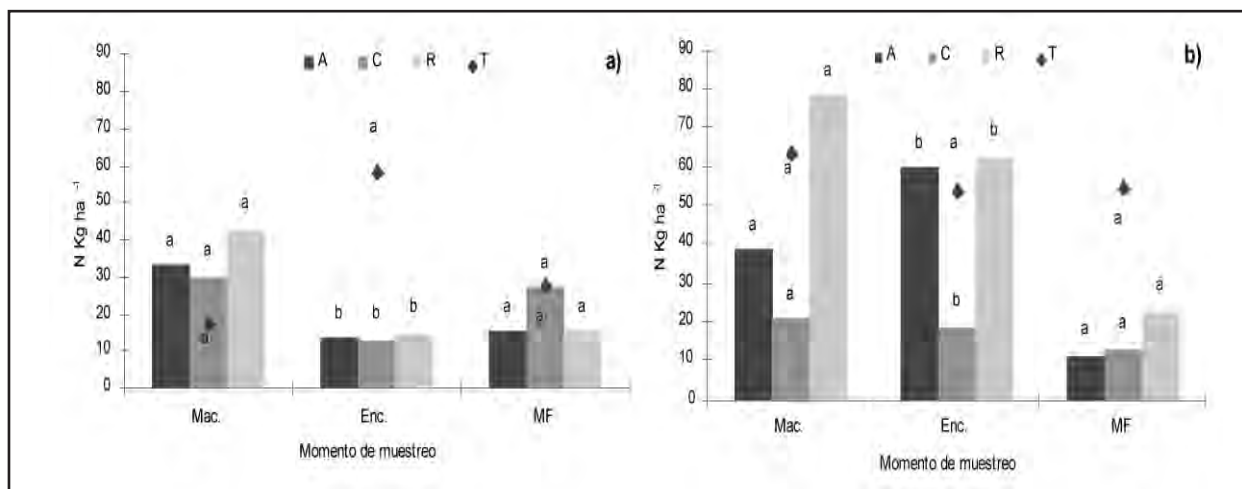 A C R T a)
90
80
70
60
50
40
30
20
10
0
N Kg ha ⁻¹
a a a a
a b b b
a a a a
Mac. Enc. MF
Momento de muestreo
A C R T b)
90
80
70
60
50
40
30
20
10
0
N Kg ha ⁻¹
a a a a
b a b b
a a a a
Mac. Enc. MF
Momento de muestreo